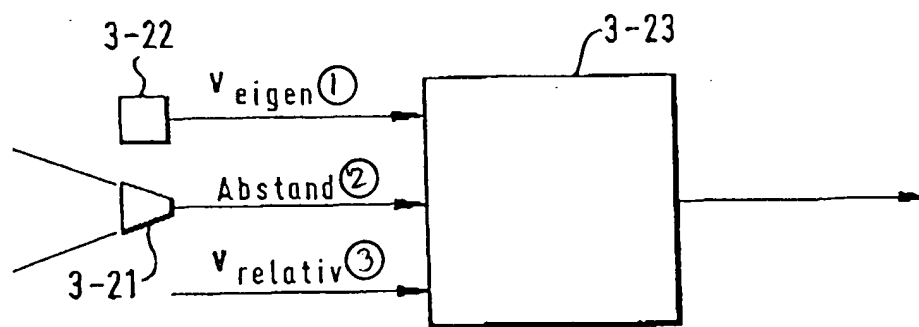 3-22
3-23
v eigen ①
Abstand ②
v relativ ③
3-21